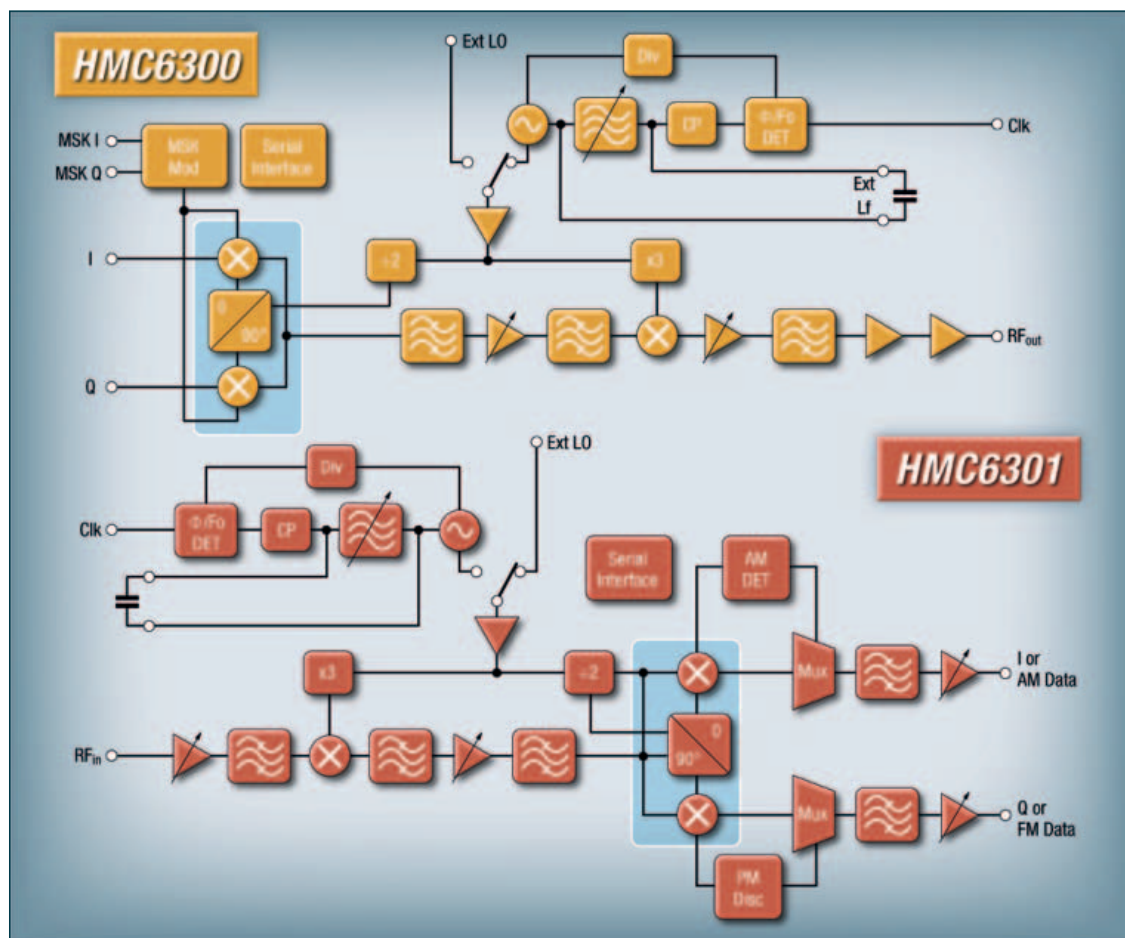 HMC6300
Ext LO
Div
CP
Φ/Fo
DET
Clk
MSK I
MSK Q
MSK
Mod
Serial
Interface
Ext
Lf
I
÷2
x3
0
90°
RFout
Q
Ext LO
HMC6301
Div
Clk
Φ/Fo
DET
CP
Serial
Interface
AM
DET
x3
÷2
Mux
I or
AM Data
0
90°
RFin
Mux
Q or
FM Data
PM
Disc